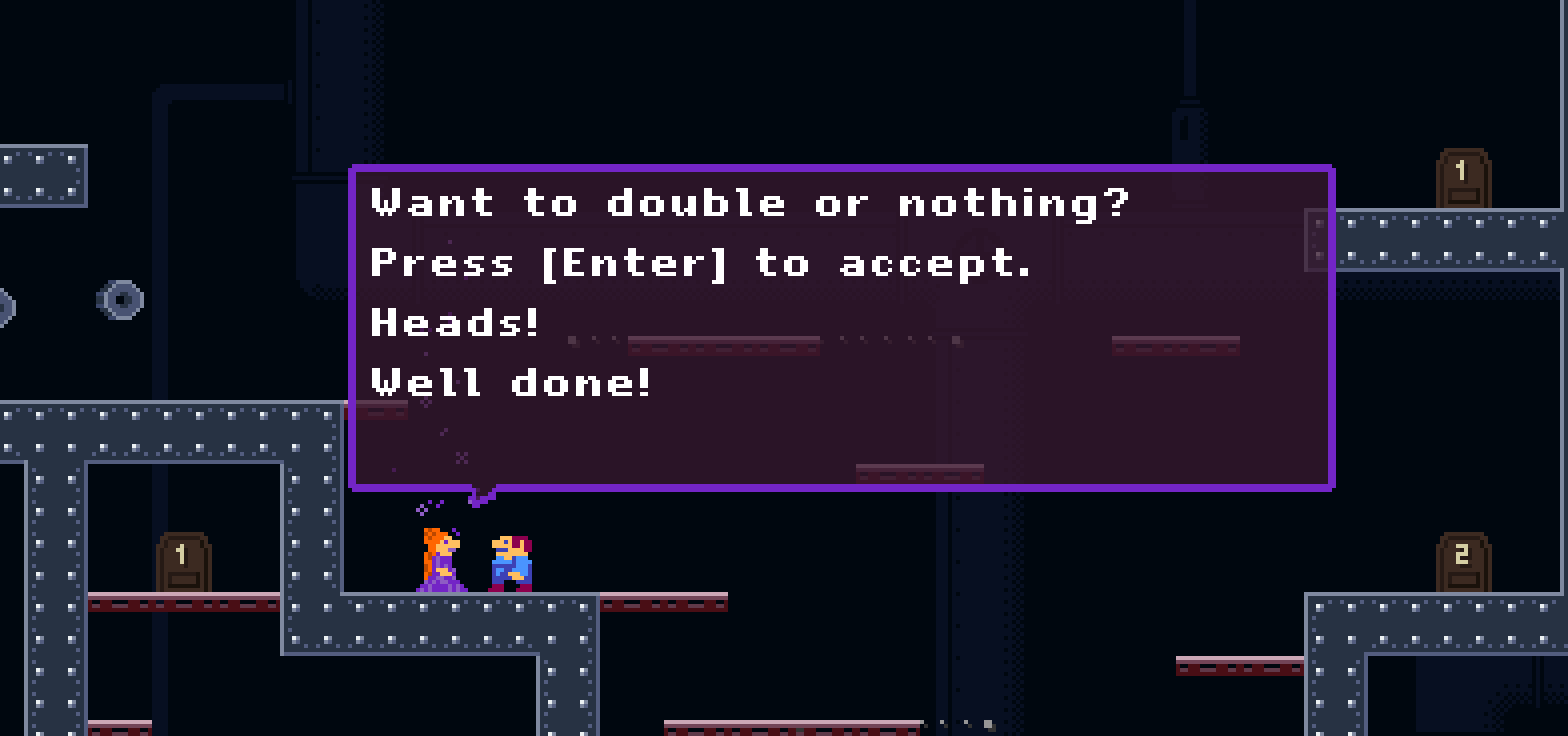 Want to double or nothing?
Press [Enter] to accept.
Heads!
Well done!
1
1
2